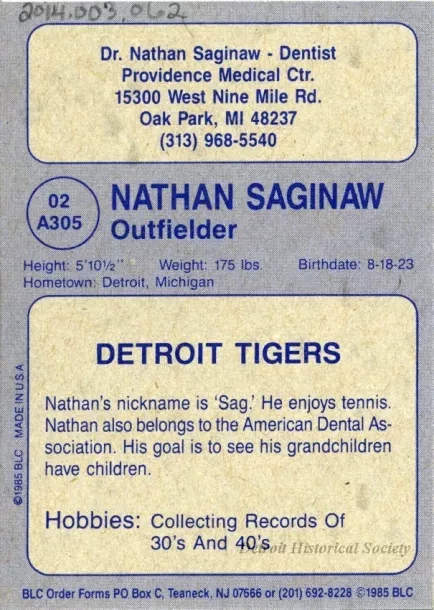 2014.003.062
Dr. Nathan Saginaw - Dentist
Providence Medical Ctr.
15300 West Nine Mile Rd.
Oak Park, MI 48237
(313) 968-5540
02
A305
NATHAN SAGINAW
Outfielder
Height: 5'10½" Weight: 175 lbs. Birthdate: 8-18-23
Hometown: Detroit, Michigan
DETROIT TIGERS
Nathan's nickname is 'Sag.' He enjoys tennis.
Nathan also belongs to the American Dental As-
sociation. His goal is to see his grandchildren
have children.
Hobbies: Collecting Records Of
30's And 40's
Detroit Historical Society
©1985 BLC MADE IN U.S.A
BLC Order Forms PO Box C, Teaneck, NJ 07666 or (201) 692-8228 ©1985 BLC